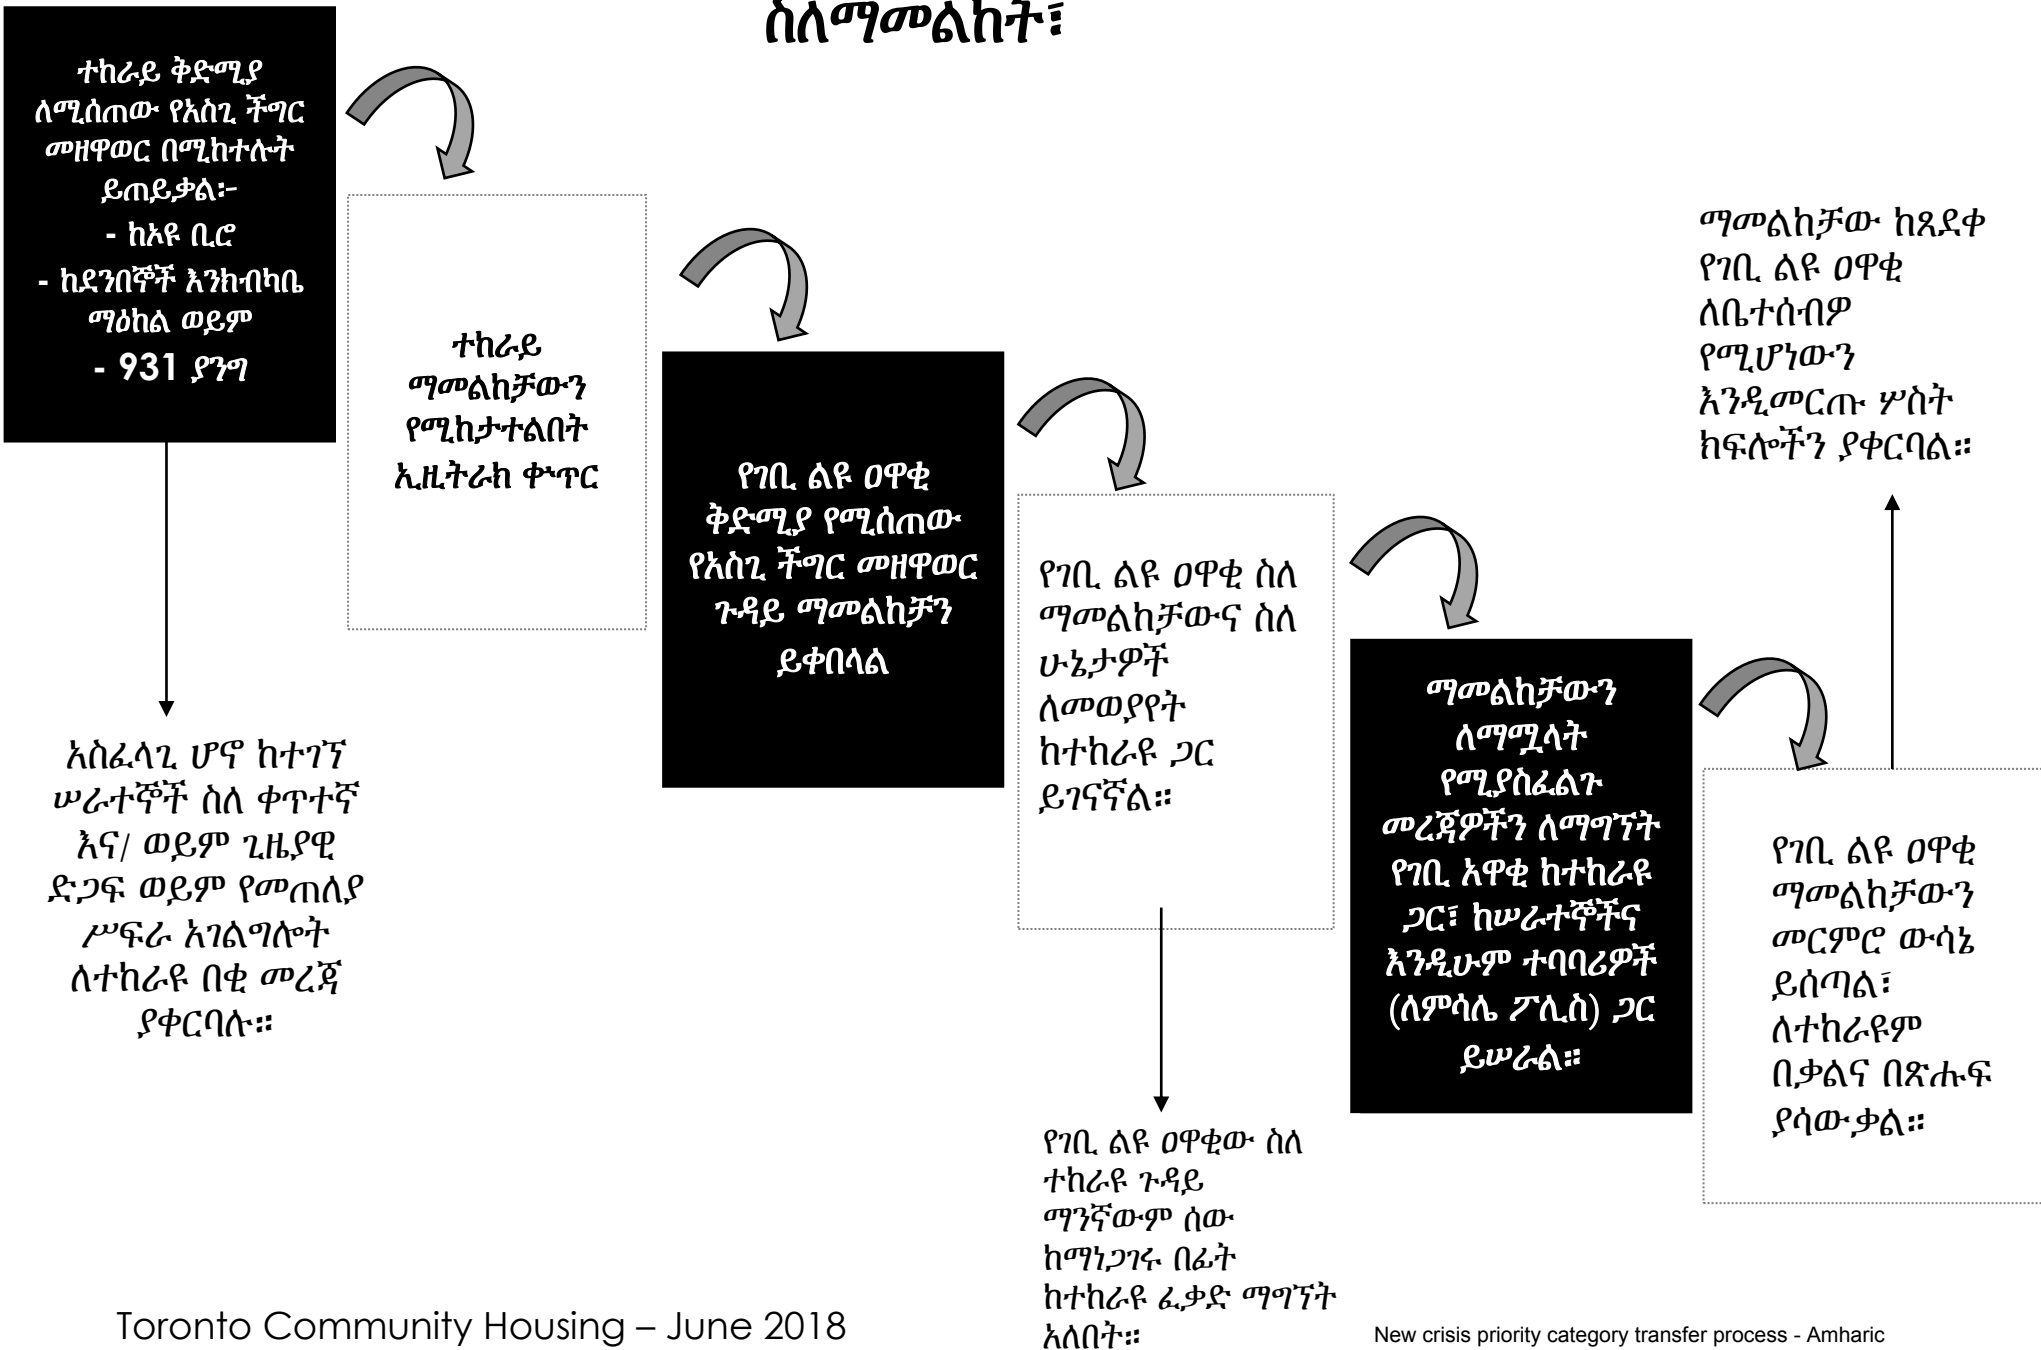 ስለማመልከት፣
ተከራይ ቅድሚያ
ለሚሰጠው የአስጊ ችግር
መዘዋወር በሚከተሉት
ይጠይቃል፡-
- ከኦዩ ቢሮ
- ከደንበኞች እንክብካቤ
ማዕከል ወይም
- 931 ያንግ
አስፈላጊ ሆኖ ከተገኘ
ሠራተኞች ስለ ቀጥተኛ
እና/ ወይም ጊዜያዊ
ድጋፍ ወይም የመጠለያ
ሥፍራ አገልግሎት
ለተከራዩ በቂ መረጃ
ያቀርባሉ።
ተከራይ
ማመልከቻውን
የሚከታተልበት
ኢዚትራክ ቍጥር
የገቢ ልዩ ዐዋቂ
ቅድሚያ የሚሰጠው
የአስጊ ችግር መዘዋወር
ጉዳይ ማመልከቻን
ይቀበላል
የገቢ ልዩ ዐዋቂ ስለ
ማመልከቻውና ስለ
ሁኔታዎች
ለመወያየት
ከተከራዩ ጋር
ይገናኛል።
የገቢ ልዩ ዐዋቂው ስለ
ተከራዩ ጉዳይ
ማንኛውም ሰው
ከማነጋገሩ በፊት
ከተከራዩ ፈቃድ ማግኘት
አለበት።
ማመልከቻውን
ለማሟላት
የሚያስፈልጉ
መረጃዎችን ለማግኘት
የገቢ አዋቂ ከተከራዩ
ጋር፣ ከሠራተኞችና
እንዲሁም ተባባሪዎች
(ለምሳሌ ፖሊስ) ጋር
ይሠራል።
የገቢ ልዩ ዐዋቂ
ማመልከቻውን
መርምሮ ውሳኔ
ይሰጣል፣
ለተከራዩም
በቃልና በጽሑፍ
ያሳውቃል።
ማመልከቻው ከጸደቀ
የገቢ ልዩ ዐዋቂ
ለቤተሰብዎ
የሚሆነውን
እንዲመርጡ ሦስት
ክፍሎችን ያቀርባል።
Toronto Community Housing – June 2018
New crisis priority category transfer process - Amharic